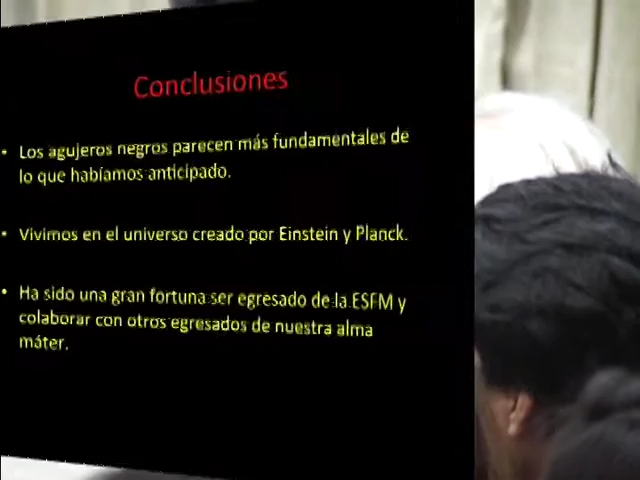 Conclusiones
• Los agujeros negros parecen más fundamentales de
lo que habíamos anticipado.
• Vivimos en el universo creado por Einstein y Planck.
• Ha sido una gran fortuna ser egresado de la ESFM y
colaborar con otros egresados de nuestra alma
máter.